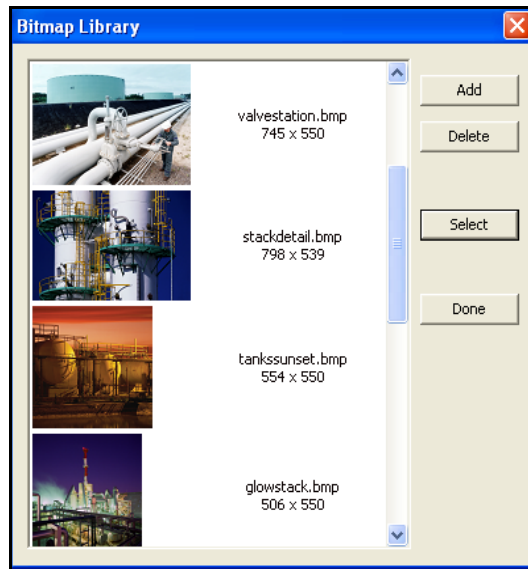 Bitmap Library
valvestation.bmp
745 x 550
stackdetail.bmp
798 x 539
tankssunset.bmp
554 x 550
glowstack.bmp
506 x 550
Add
Delete
Select
Done